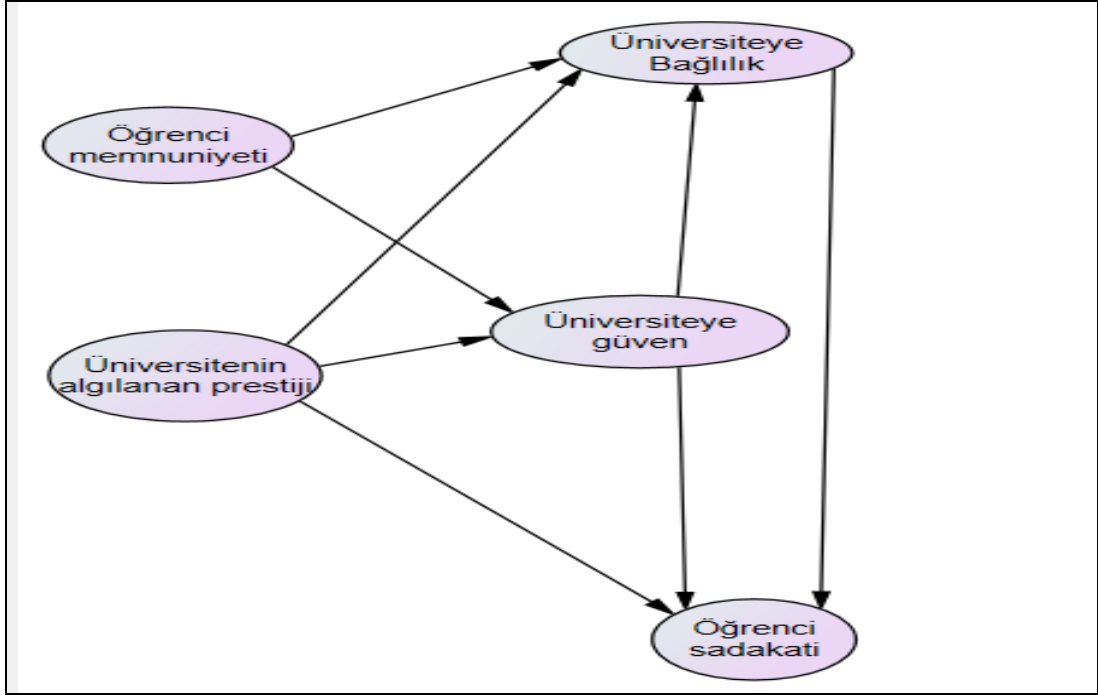 Üniversiteye
Bağlılık
Öğrenci
memnuniyeti
Üniversiteye
güven
Üniversitenin
algılanan prestiji
Öğrenci
sadakati